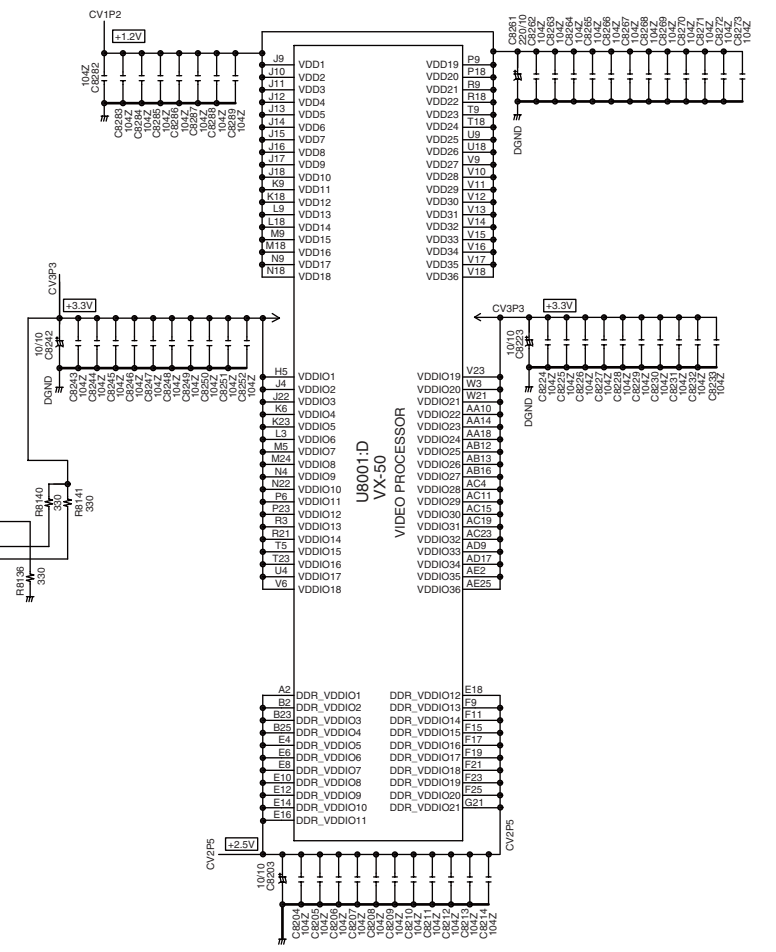 CV1P2
+1.2V
104Z
C8282
C8283
104Z
C8284
104Z
C8285
104Z
C8286
104Z
C8287
104Z
C8288
104Z
C8289
104Z
C8261
220/10
C8262
104Z
C8263
104Z
C8264
104Z
C8265
104Z
C8266
104Z
C8267
104Z
C8268
104Z
C8269
104Z
C8270
104Z
C8271
104Z
C8272
104Z
C8273
104Z
DGND
J9 VDD1
J10 VDD2
J11 VDD3
J12 VDD4
J13 VDD5
J14 VDD6
J15 VDD7
J16 VDD8
J17 VDD9
J18 VDD10
K9 VDD11
K18 VDD12
L9 VDD13
L18 VDD14
M9 VDD15
M18 VDD16
N9 VDD17
N18 VDD18
VDD19 P9
VDD20 P18
VDD21 R9
VDD22 R18
VDD23 T9
VDD24 T18
VDD25 U9
VDD26 U18
VDD27 V9
VDD28 V10
VDD29 V11
VDD30 V12
VDD31 V13
VDD32 V14
VDD33 V15
VDD34 V16
VDD35 V17
VDD36 V18
CV3P3
+3.3V
10/10
C8242
DGND
C8243
104Z
C8244
104Z
C8245
104Z
C8246
104Z
C8247
104Z
C8248
104Z
C8249
104Z
C8250
104Z
C8251
104Z
C8252
104Z
CV3P3
+3.3V
10/10
C8223
DGND
C8224
104Z
C8225
104Z
C8226
104Z
C8227
104Z
C8228
104Z
C8229
104Z
C8230
104Z
C8231
104Z
C8232
104Z
C8233
104Z
H5 VDDIO1
J4 VDDIO2
J22 VDDIO3
K6 VDDIO4
K23 VDDIO5
L3 VDDIO6
M5 VDDIO7
M24 VDDIO8
N4 VDDIO9
N22 VDDIO10
P6 VDDIO11
P23 VDDIO12
R3 VDDIO13
R21 VDDIO14
T5 VDDIO15
T23 VDDIO16
U4 VDDIO17
V6 VDDIO18
U8001:D
VX-50
VIDEO PROCESSOR
VDDIO19 V23
VDDIO20 W3
VDDIO21 W21
VDDIO22 AA10
VDDIO23 AA14
VDDIO24 AA18
VDDIO25 AB12
VDDIO26 AB13
VDDIO27 AB16
VDDIO28 AC4
VDDIO29 AC11
VDDIO30 AC15
VDDIO31 AC19
VDDIO32 AC23
VDDIO33 AD9
VDDIO34 AD17
VDDIO35 AE2
VDDIO36 AE25
R8140
330
R8141
330
R8136
330
A2 DDR_VDDIO1
B2 DDR_VDDIO2
B23 DDR_VDDIO3
B25 DDR_VDDIO4
E4 DDR_VDDIO5
E6 DDR_VDDIO6
E8 DDR_VDDIO7
E10 DDR_VDDIO8
E12 DDR_VDDIO9
E14 DDR_VDDIO10
E16 DDR_VDDIO11
DDR_VDDIO12 E18
DDR_VDDIO13 F9
DDR_VDDIO14 F11
DDR_VDDIO15 F15
DDR_VDDIO16 F17
DDR_VDDIO17 F19
DDR_VDDIO18 F21
DDR_VDDIO19 F23
DDR_VDDIO20 F25
DDR_VDDIO21 G21
CV2P5
+2.5V
CV2P5
10/10
C8203
C8204
104Z
C8205
104Z
C8206
104Z
C8207
104Z
C8208
104Z
C8209
104Z
C8210
104Z
C8211
104Z
C8212
104Z
C8213
104Z
C8214
104Z